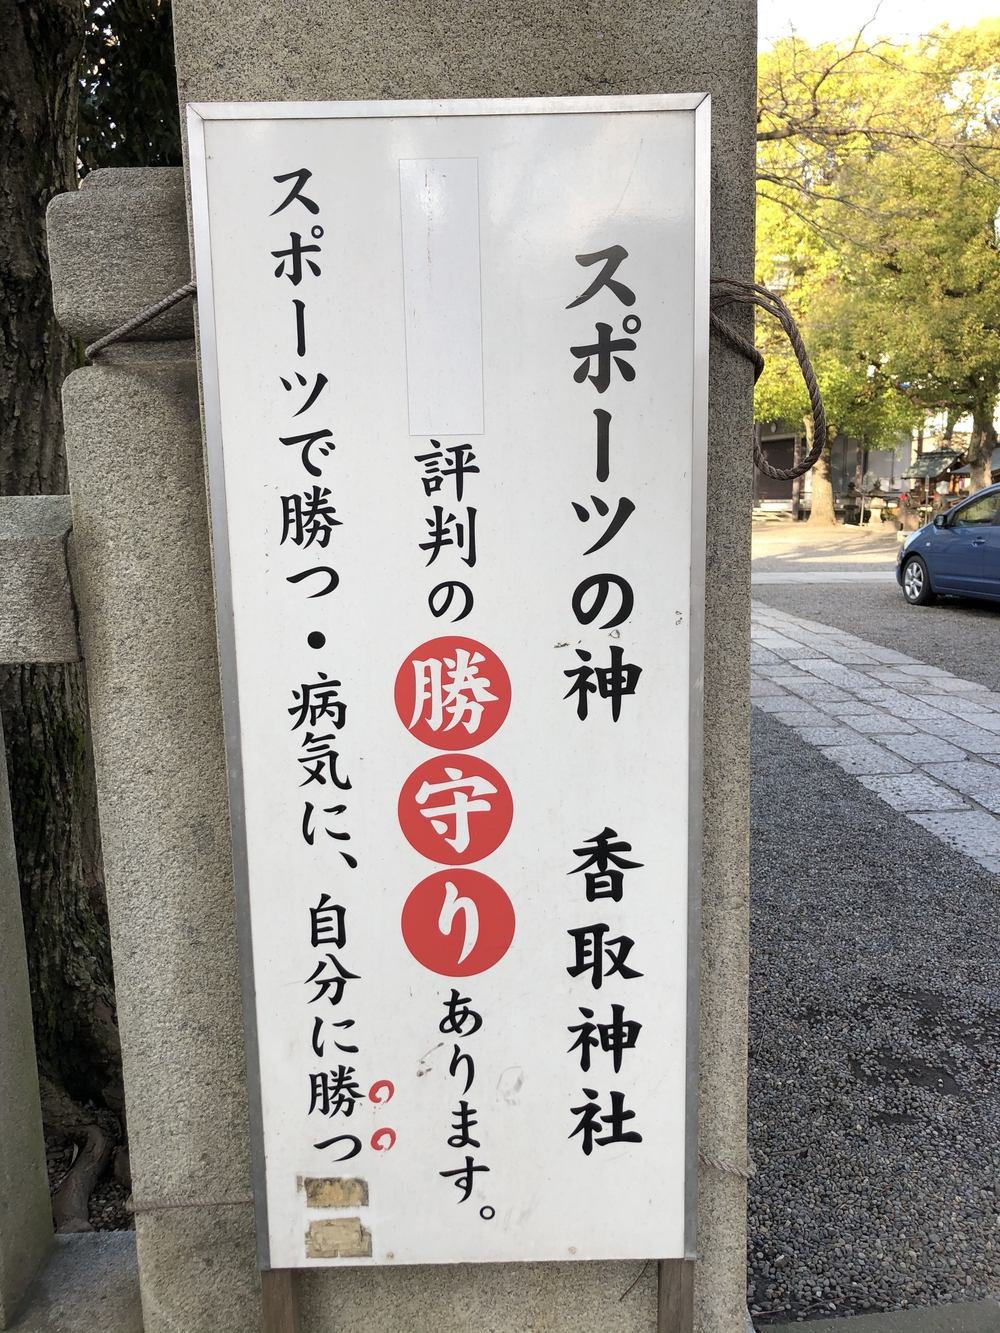 スポーツの神 香取神社
評判の勝守りあります。
スポーツで勝つ・病気に、自分に勝つ